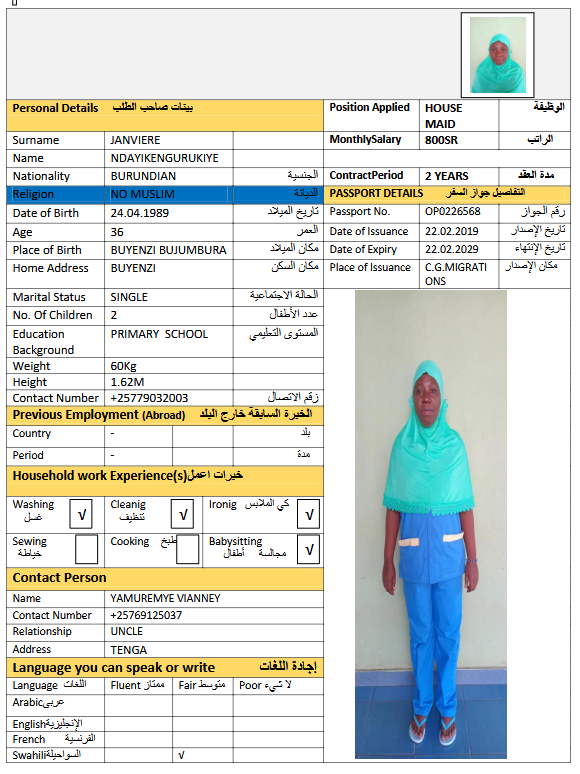 Personal Details بينات صاحب الطلب
Position Applied HOUSE MAID الوظيفة
Surname JANVIERE
MonthlySalary 800SR الراتب
Name NDAYIKENGURUKIYE
Nationality BURUNDIAN الجنسية
ContractPeriod 2 YEARS مدة العقد
Religion NO MUSLIM الديانة
PASSPORT DETAILS التفاصيل جواز السفر
Date of Birth 24.04.1989 تاريخ الميلاد
Passport No. OP0226568 رقم الجواز
Age 36 العمر
Date of Issuance 22.02.2019 تاريخ الإصدار
Place of Birth BUYENZI BUJUMBURA مكان الميلاد
Date of Expiry 22.02.2029 تاريخ الإنتهاء
Home Address BUYENZI مكان السكن
Place of Issuance C.G.MIGRATIONS مكان الإصدار
Marital Status SINGLE الحالة الاجتماعية
No. Of Children 2 عدد الأطفال
Education Background PRIMARY SCHOOL المستوى التعليمي
Weight 60Kg
Height 1.62M
Contact Number +25779032003 زقم الاتصال
Previous Employment (Abroad) الخبرة السابقة خارج البلد
Country - بلد
Period - مدة
Household work Experience(s) خبرات اعمل
Washing غسل √ Cleanig تنظيف √ Ironig كي الملابس √
Sewing خياطة Cooking طبخ Babysitting مجالسة أطفال √
Contact Person
Name YAMUREMYE VIANNEY
Contact Number +25769125037
Relationship UNCLE
Address TENGA
Language you can speak or write إجادة اللغات
Language اللغات Fluent ممتاز Fair متوسط Poor لا شيء
Arabic عربى
English الإنجليزية
French الفرنسية
Swahili السواحيلة √